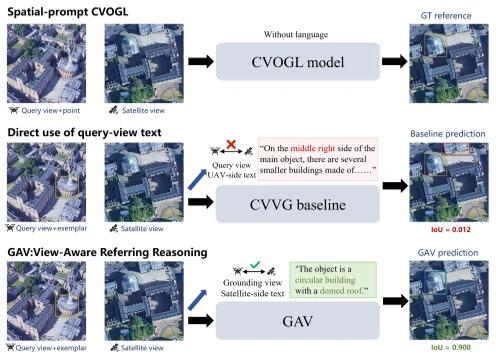 Spatial-prompt CVOGL
GT reference
Without language
CVOGL model
Query view+point
Satellite view
Direct use of query-view text
Baseline prediction
Query view
UAV-side text
"On the middle right side of the
main object, there are several
smaller buildings made of……"
CVVG baseline
Query view+exemplar
Satellite view
IoU = 0.012
GAV:View-Aware Referring Reasoning
GAV prediction
Grounding view
Satellite-side text
"The object is a
circular building
with a domed roof."
GAV
Query view+exemplar
Satellite view
IoU = 0.900